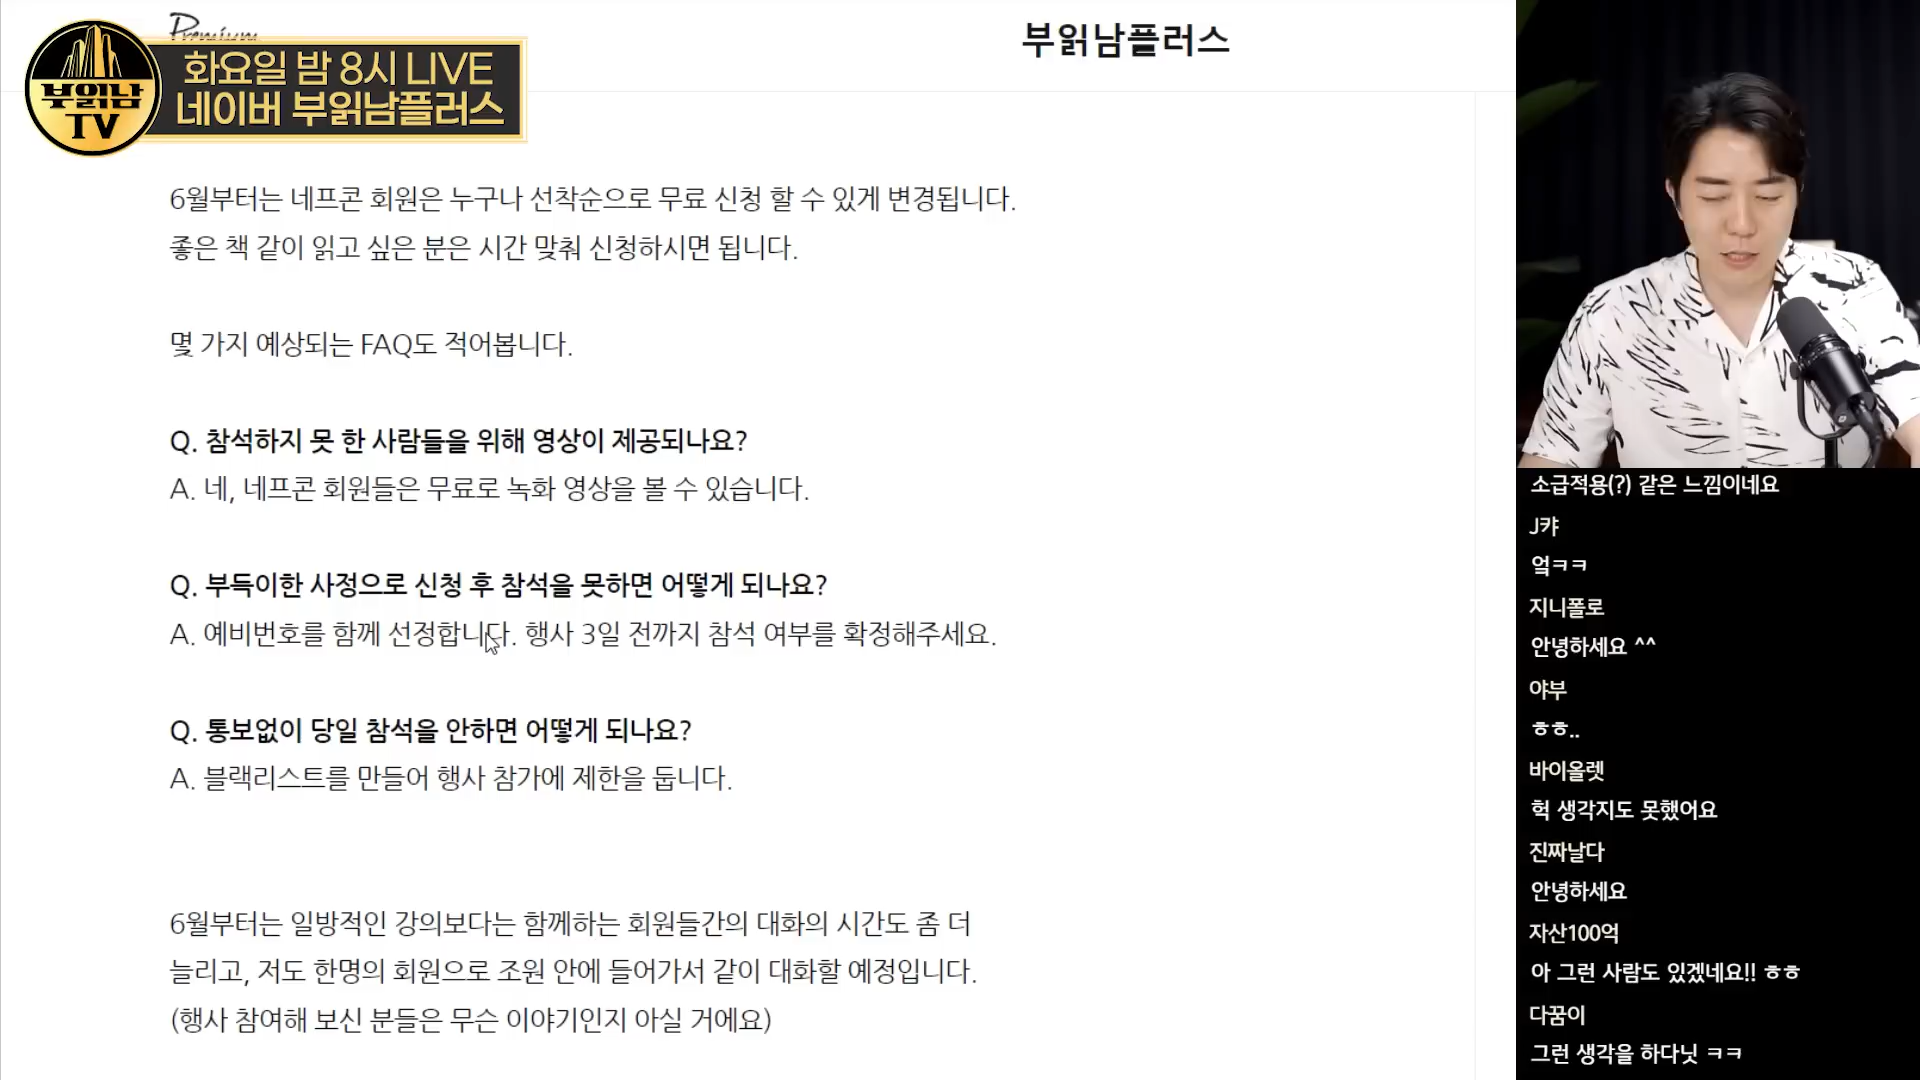 Premium
부읽남플러스
부읽남
TV
화요일 밤 8시 LIVE
네이버 부읽남플러스
6월부터는 네프콘 회원은 누구나 선착순으로 무료 신청 할 수 있게 변경됩니다.
좋은 책 같이 읽고 싶은 분은 시간 맞춰 신청하시면 됩니다.
몇 가지 예상되는 FAQ도 적어봅니다.
Q. 참석하지 못 한 사람들을 위해 영상이 제공되나요?
A. 네, 네프콘 회원들은 무료로 녹화 영상을 볼 수 있습니다.
Q. 부득이한 사정으로 신청 후 참석을 못하면 어떻게 되나요?
A. 예비번호를 함께 선정합니다. 행사 3일 전까지 참석 여부를 확정해주세요.
Q. 통보없이 당일 참석을 안하면 어떻게 되나요?
A. 블랙리스트를 만들어 행사 참가에 제한을 둡니다.
6월부터는 일방적인 강의보다는 함께하는 회원들간의 대화의 시간도 좀 더
늘리고, 저도 한명의 회원으로 조원 안에 들어가서 같이 대화할 예정입니다.
(행사 참여해 보신 분들은 무슨 이야기인지 아실 거에요)
소급적용(?) 같은 느낌이네요
J캬
엌ㅋㅋ
지니폴로
안녕하세요 ^^
야부
ㅎㅎ..
바이올렛
헉 생각지도 못했어요
진짜날다
안녕하세요
자산100억
아 그런 사람도 있겠네요!! ㅎㅎ
다꿈이
그런 생각을 하다닛 ㅋㅋ